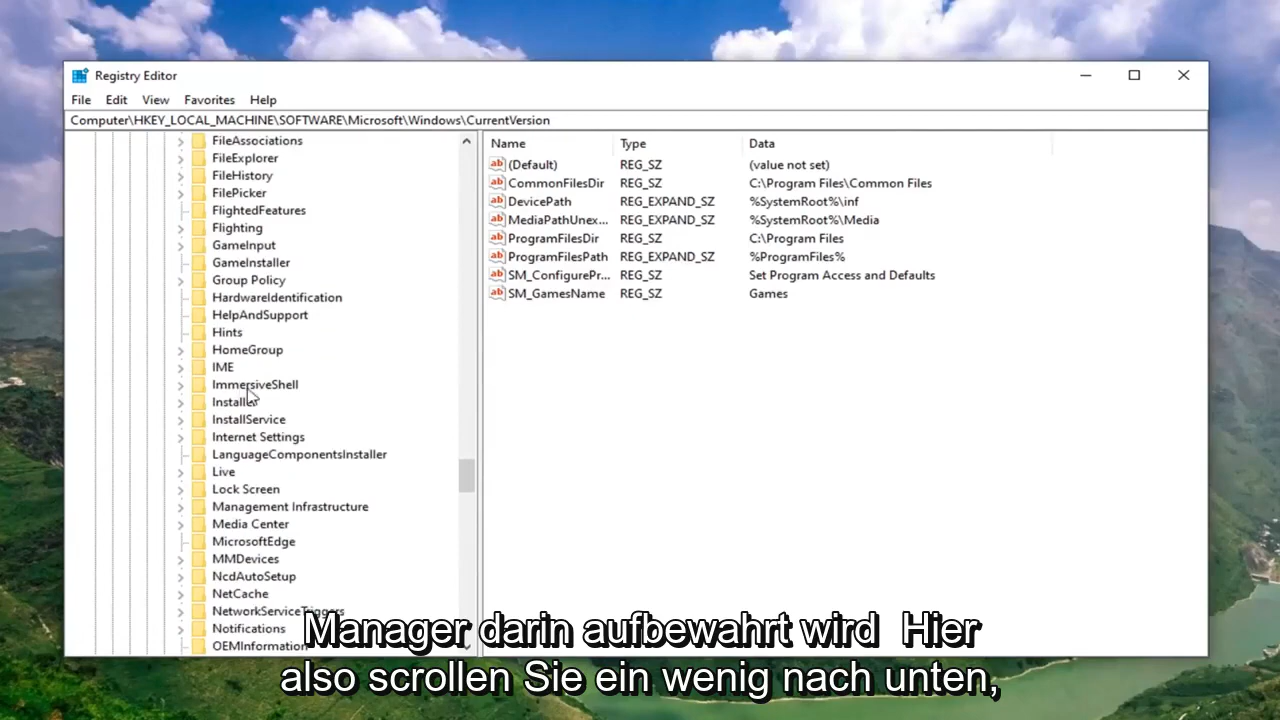 Registry Editor
File Edit View Favorites Help
Computer\HKEY_LOCAL_MACHINE\SOFTWARE\Microsoft\Windows\CurrentVersion
FileAssociations
FileExplorer
FileHistory
FilePicker
FlightedFeatures
Flighting
GameInput
GameInstaller
Group Policy
HardwareIdentification
HelpAndSupport
Hints
HomeGroup
IME
ImmersiveShell
Installer
InstallService
Internet Settings
LanguageComponentsInstaller
Live
Lock Screen
Management Infrastructure
Media Center
MicrosoftEdge
MMDevices
NcdAutoSetup
NetCache
NetworkServiceTriggers
Notifications
OEMInformation
Name Type Data
(Default) REG_SZ (value not set)
CommonFilesDir REG_SZ C:\Program Files\Common Files
DevicePath REG_EXPAND_SZ %SystemRoot%\inf
MediaPathUnex... REG_EXPAND_SZ %SystemRoot%\Media
ProgramFilesDir REG_SZ C:\Program Files
ProgramFilesPath REG_EXPAND_SZ %ProgramFiles%
SM_ConfigurePr... REG_SZ Set Program Access and Defaults
SM_GamesName REG_SZ Games
Manager darin aufbewahrt wird Hier
also scrollen Sie ein wenig nach unten,